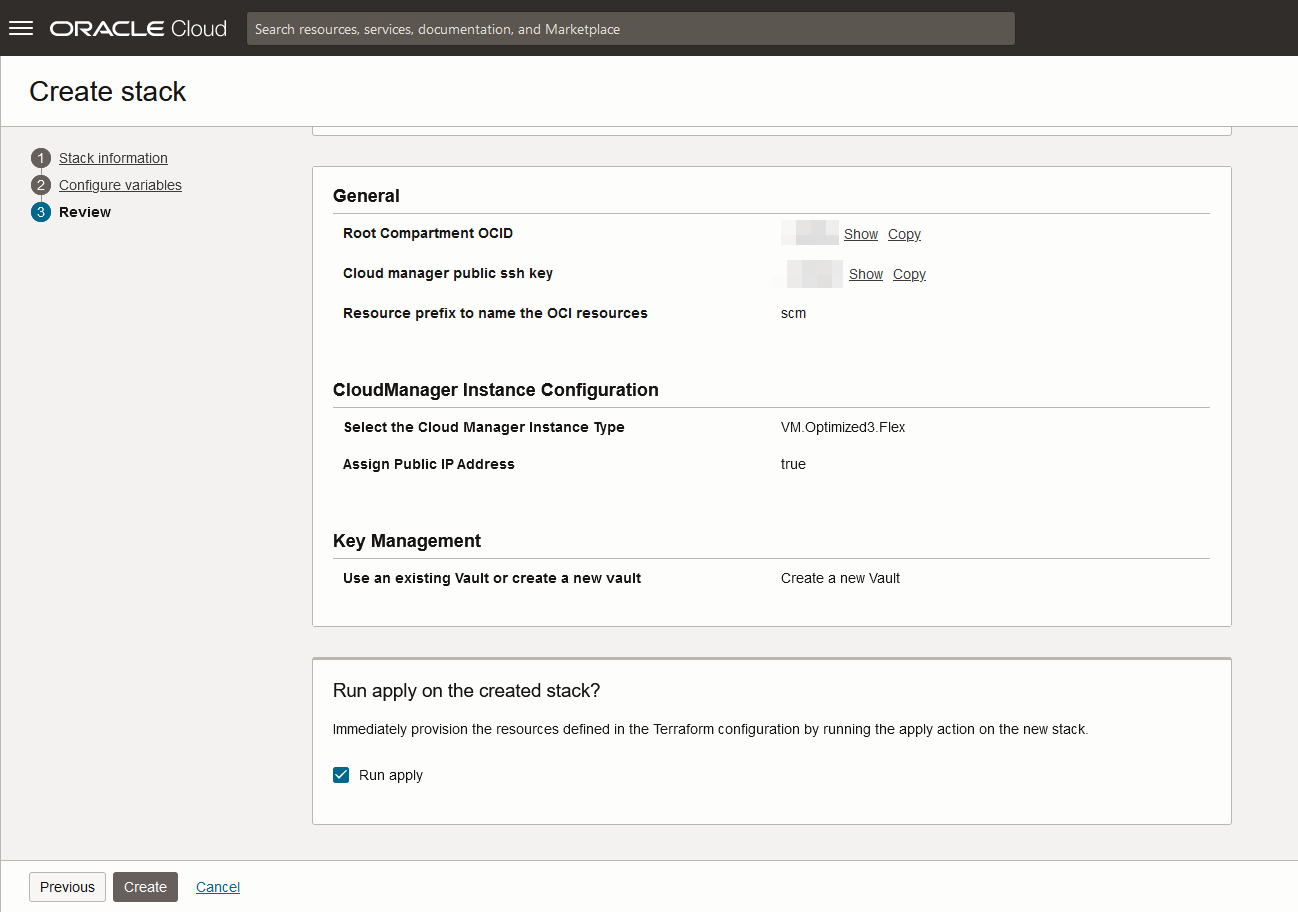 ORACLE Cloud
Search resources, services, documentation, and Marketplace
Create stack
1 Stack information
2 Configure variables
3 Review
General
Root Compartment OCID Show Copy
Cloud manager public ssh key Show Copy
Resource prefix to name the OCI resources scm
CloudManager Instance Configuration
Select the Cloud Manager Instance Type VM.Optimized3.Flex
Assign Public IP Address true
Key Management
Use an existing Vault or create a new vault Create a new Vault
Run apply on the created stack?
Immediately provision the resources defined in the Terraform configuration by running the apply action on the new stack.
Run apply
Previous Create Cancel